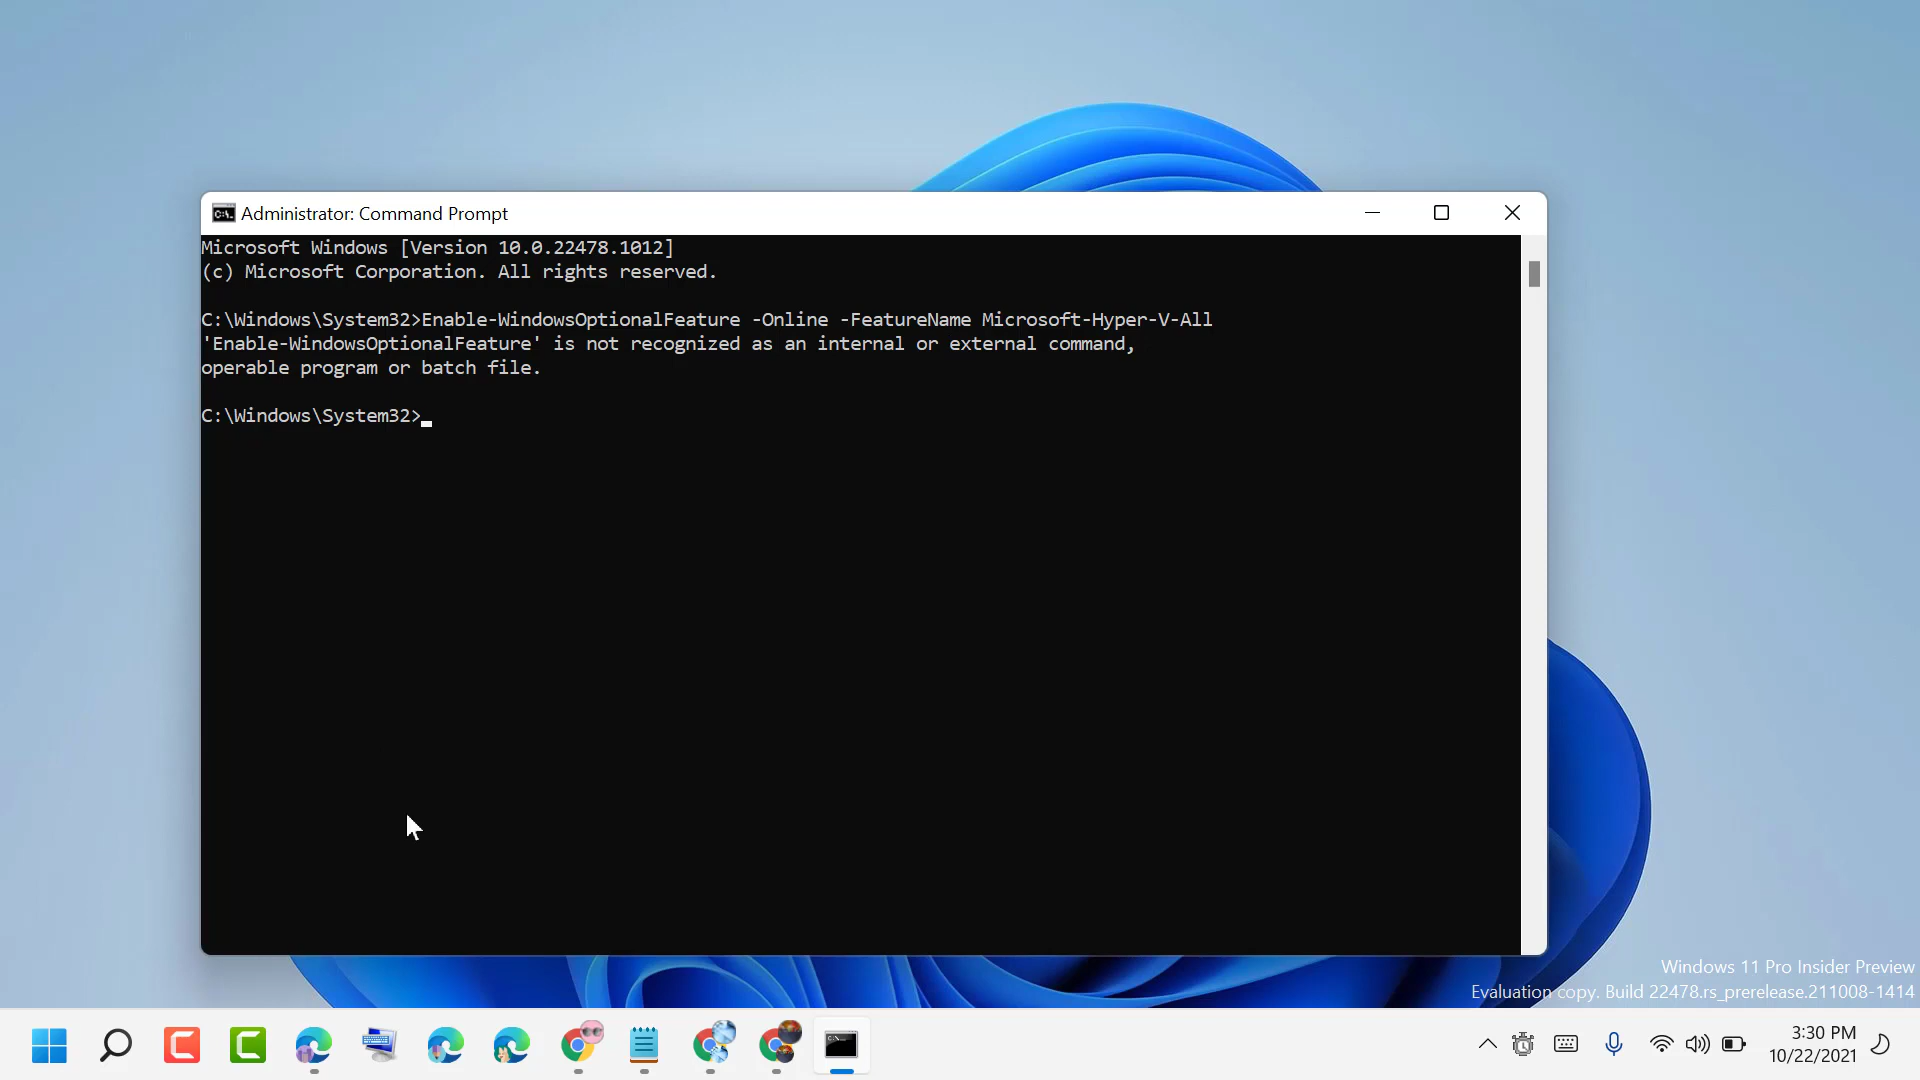 Administrator: Command Prompt
Microsoft Windows [Version 10.0.22478.1012]
(c) Microsoft Corporation. All rights reserved.
C:\Windows\System32>Enable-WindowsOptionalFeature -Online -FeatureName Microsoft-Hyper-V-All
'Enable-WindowsOptionalFeature' is not recognized as an internal or external command,
operable program or batch file.
C:\Windows\System32>
Windows 11 Pro Insider Preview
Evaluation copy. Build 22478.rs_prerelease.211008-1414
3:30 PM
10/22/2021